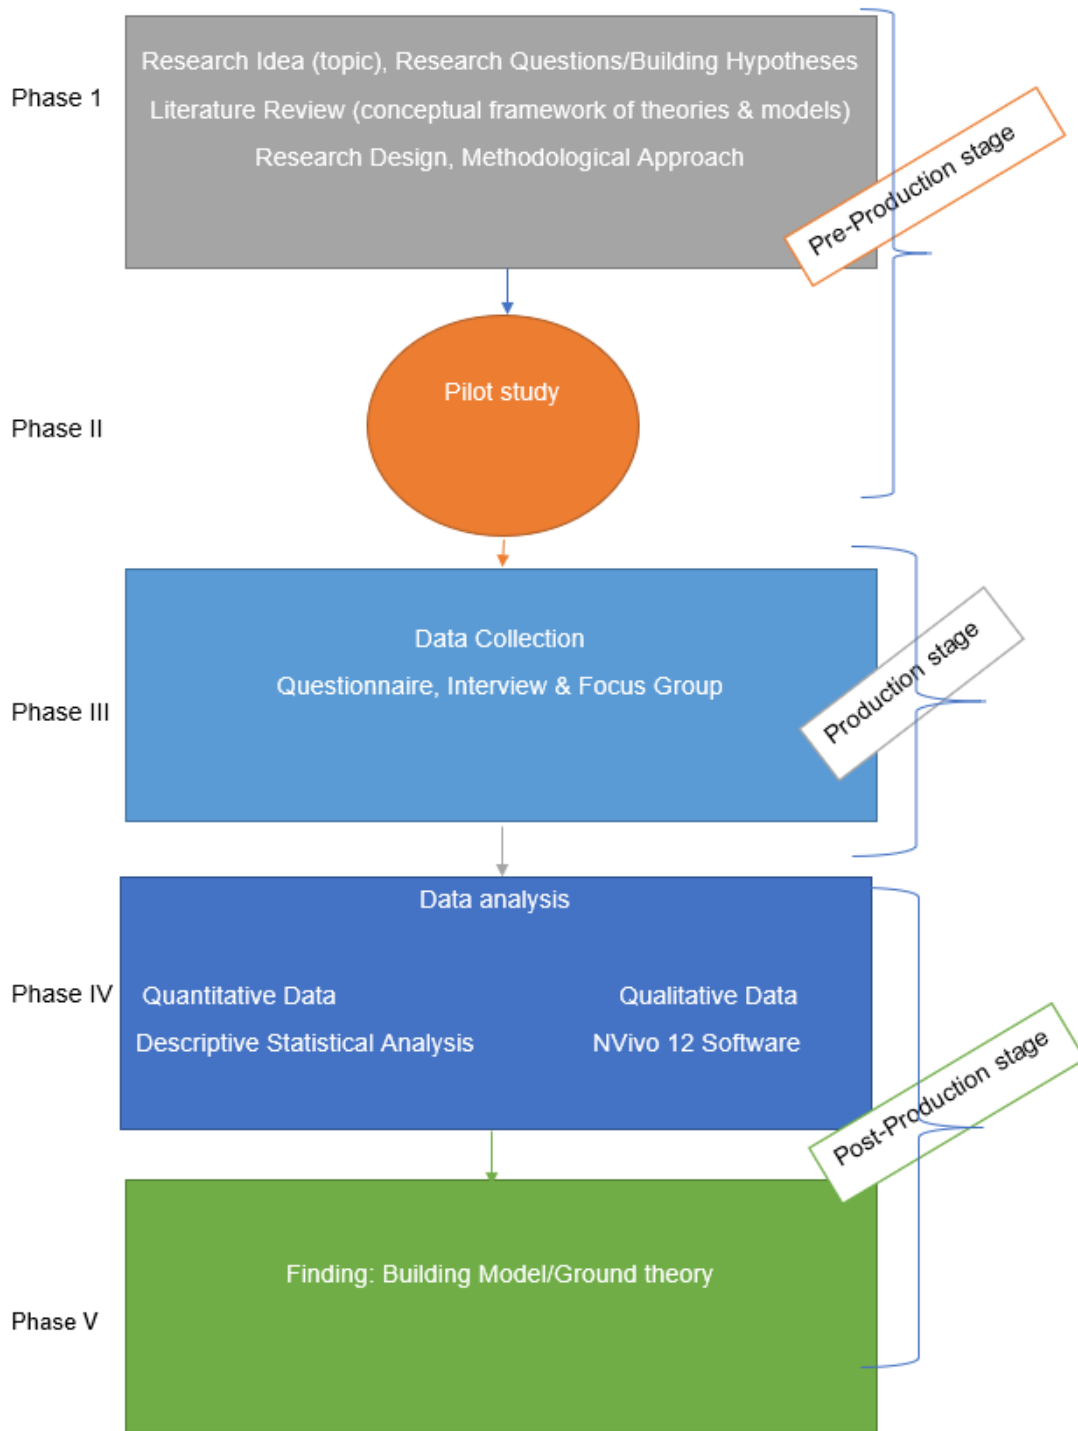 Research Idea (topic), Research Questions/Building Hypotheses
Phase 1
Literature Review (conceptual framework of theories & models)
Research Design, Methodological Approach
Pre-Production stage
Pilot study
Phase II
Data Collection
Questionnaire, Interview & Focus Group
Phase III
Production stage
Data analysis
Phase IV
Quantitative Data
Qualitative Data
Descriptive Statistical Analysis
NVivo 12 Software
Post-Production stage
Finding: Building Model/Ground theory
Phase V